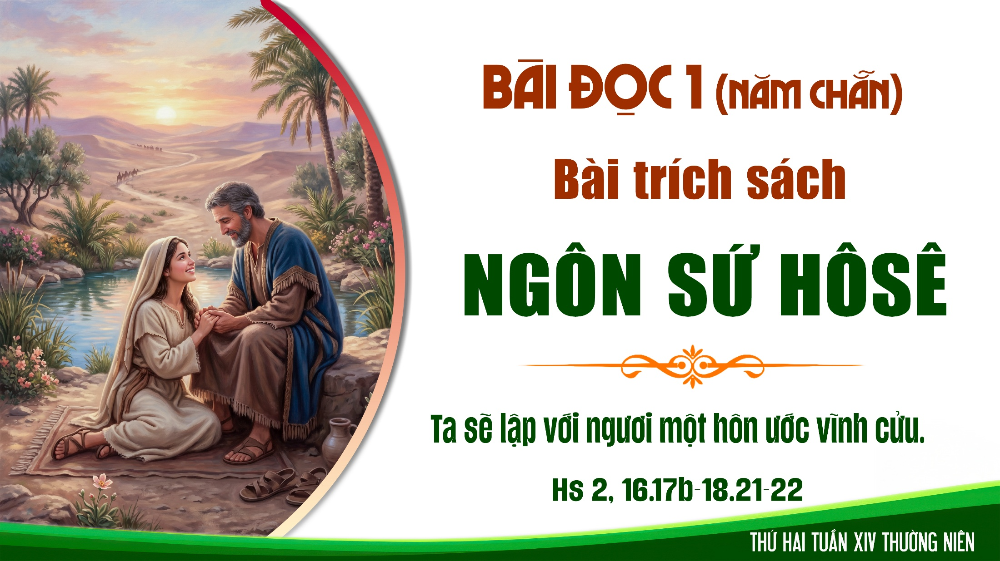 BÀI ĐỌC 1 (NĂM CHẴN)
Bài trích sách
NGÔN SỨ HÔSÊ
Ta sẽ lập với ngươi một hôn ước vĩnh cửu.
Hs 2, 16.17b-18.21-22
THỨ HAI TUẦN XIV THƯỜNG NIÊN